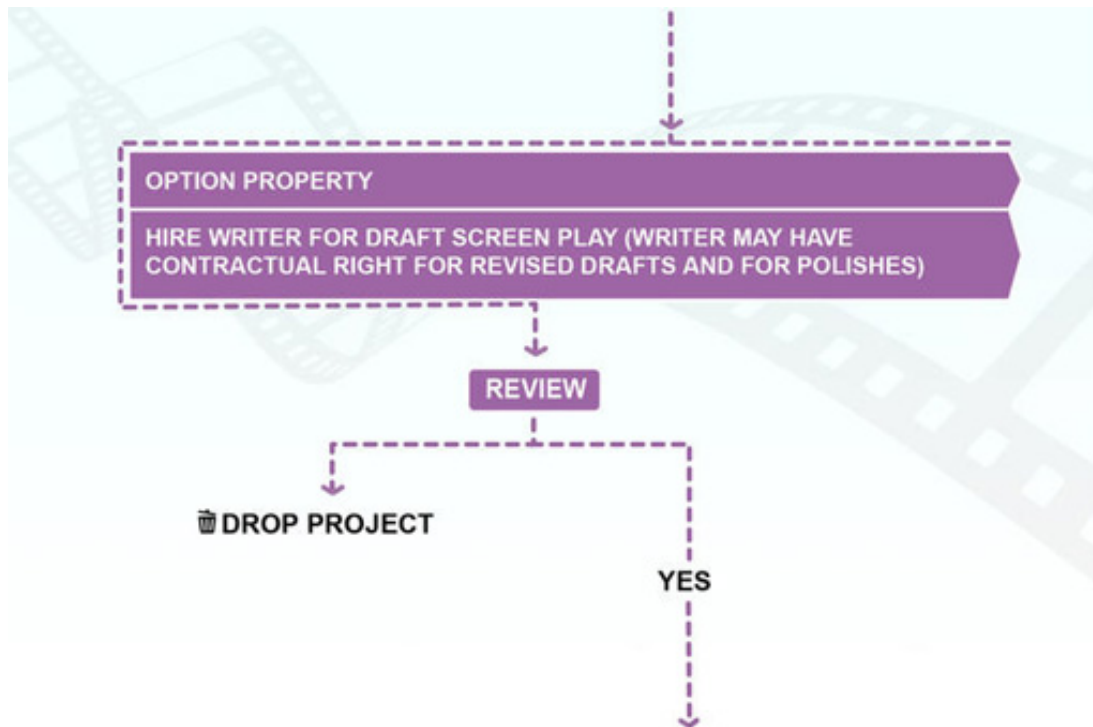 OPTION PROPERTY
HIRE WRITER FOR DRAFT SCREEN PLAY (WRITER MAY HAVE
CONTRACTUAL RIGHT FOR REVISED DRAFTS AND FOR POLISHES)
REVIEW
DROP PROJECT
YES